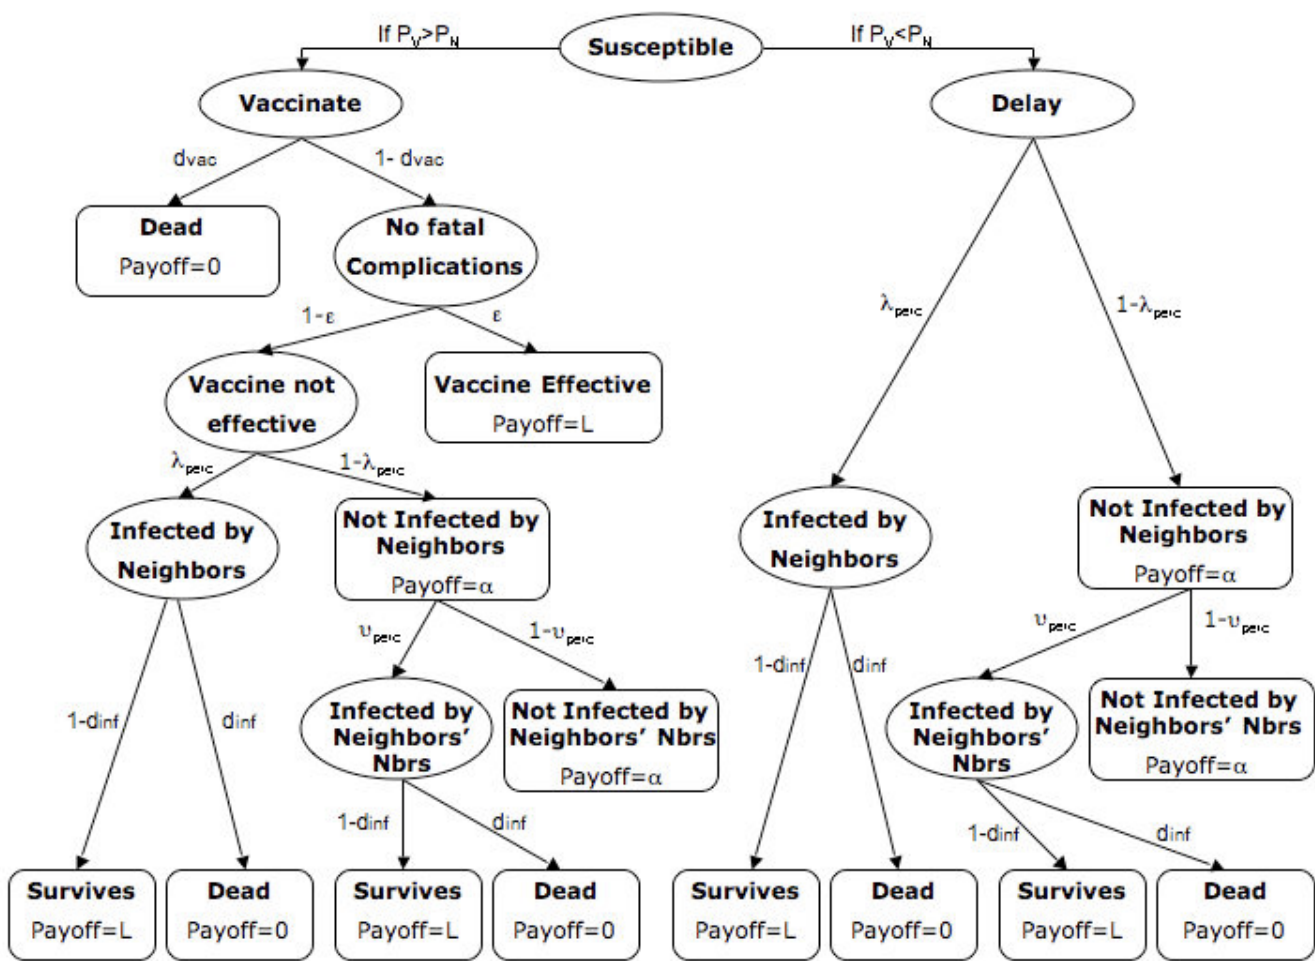 If P_V>P_N
Susceptible
If P_V<P_N
Vaccinate
Delay
dvac
1- dvac
Dead
Payoff=0
No fatal
Complications
1-ε
ε
λperc
1-λperc
Vaccine not
effective
Vaccine Effective
Payoff=L
λperc
1-λperc
Infected by
Neighbors
Not Infected by
Neighbors
Payoff=α
Infected by
Neighbors
Not Infected by
Neighbors
Payoff=α
υperc
1-υperc
υperc
1-υperc
1-dinf
dinf
Infected by
Neighbors'
Nbrs
Not Infected by
Neighbors' Nbrs
Payoff=α
1-dinf
dinf
Infected by
Neighbors'
Nbrs
Not Infected by
Neighbors' Nbrs
Payoff=α
1-dinf
dinf
1-dinf
dinf
Survives
Payoff=L
Dead
Payoff=0
Survives
Payoff=L
Dead
Payoff=0
Survives
Payoff=L
Dead
Payoff=0
Survives
Payoff=L
Dead
Payoff=0